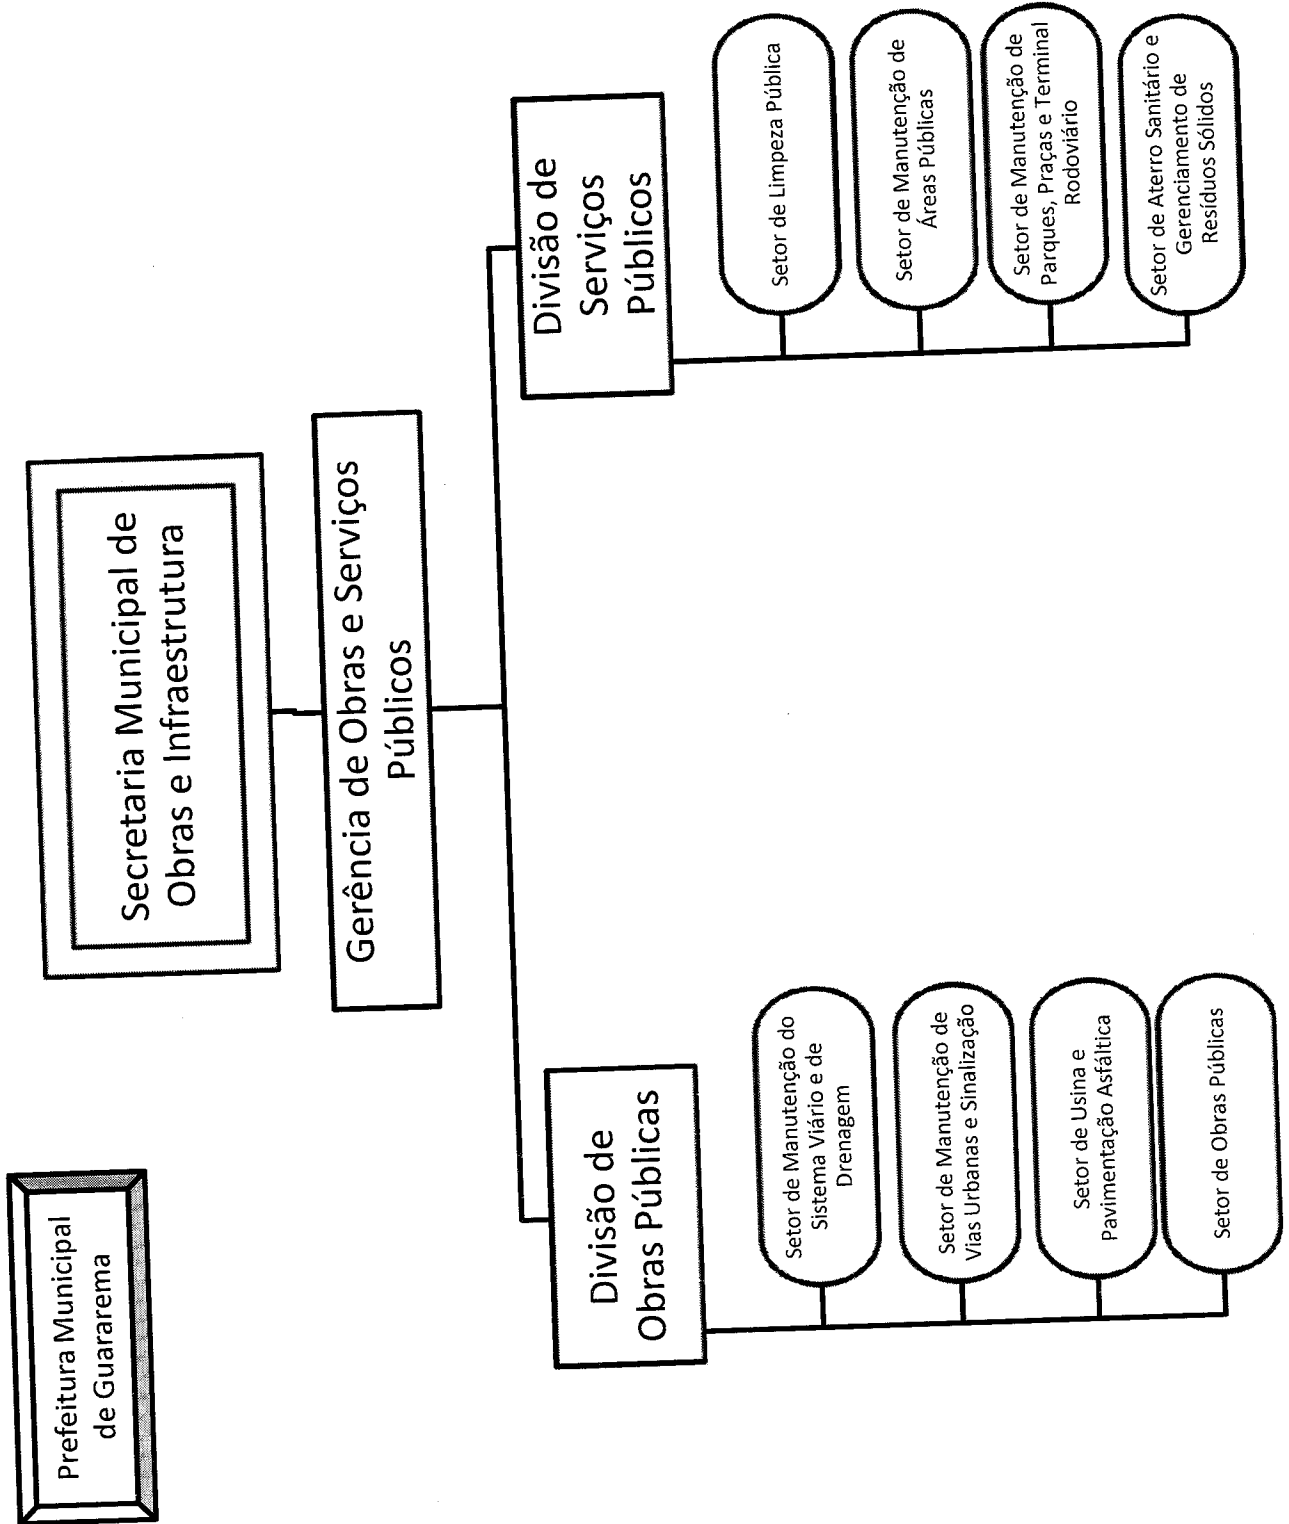 Prefeitura Municipal
de Guararema
Secretaria Municipal de
Obras e Infraestrutura
Gerência de Obras e Serviços
Públicos
Divisão de
Obras Públicas
Setor de Manutenção do
Sistema Viário e de
Drenagem
Setor de Manutenção de
Vias Urbanas e Sinalização
Setor de Usina e
Pavimentação Asfáltica
Setor de Obras Públicas
Divisão de
Serviços
Públicos
Setor de Limpeza Pública
Setor de Manutenção de
Áreas Públicas
Setor de Manutenção de
Parques, Praças e Terminal
Rodoviário
Setor de Aterro Sanitário e
Gerenciamento de
Resíduos Sólidos